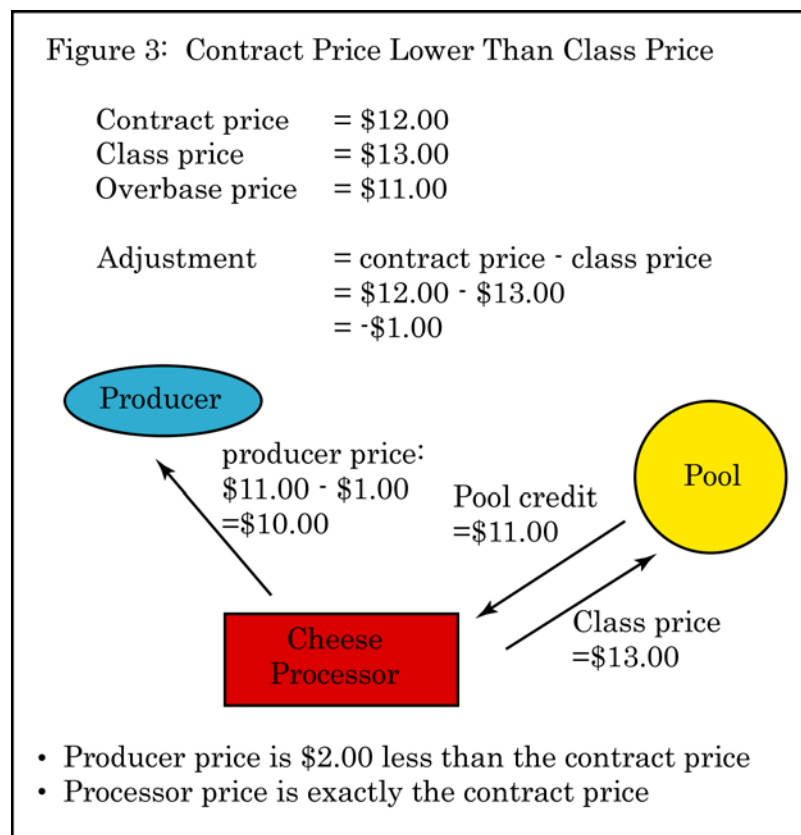 Figure 3:  Contract Price Lower Than Class Price
Contract price = $12.00
Class price = $13.00
Overbase price = $11.00
Adjustment = contract price - class price
= $12.00 - $13.00
= -$1.00
Producer
producer price:
$11.00 - $1.00
=$10.00
Pool
Pool credit
=$11.00
Class price
=$13.00
Cheese
Processor
• Producer price is $2.00 less than the contract price
• Processor price is exactly the contract price